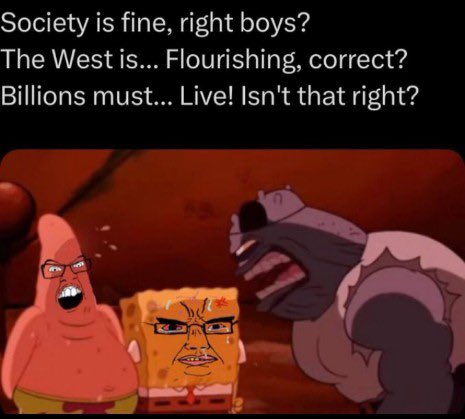 Society is fine, right boys?
The West is... Flourishing, correct?
Billions must... Live! Isn't that right?